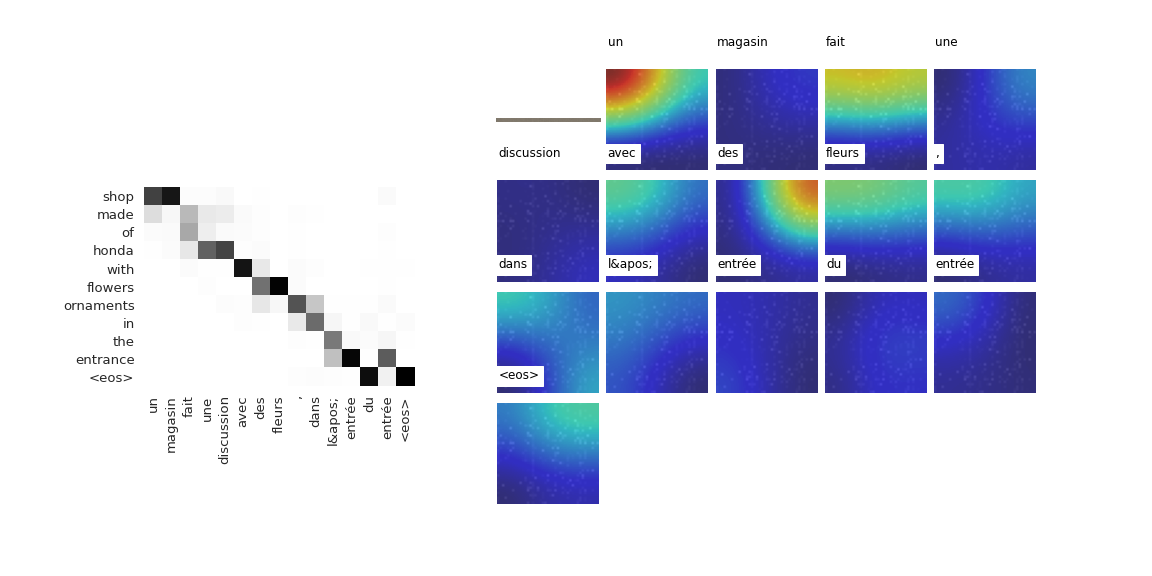 un magasin fait une
discussion avec des fleurs ,
dans l&apos; entrée du entrée
<eos>
shop
made
of
honda
with
flowers
ornaments
in
the
entrance
<eos>
un
magasin
fait
une
discussion
avec
des
fleurs
,
dans
l&apos;
entrée
du
entrée
<eos>